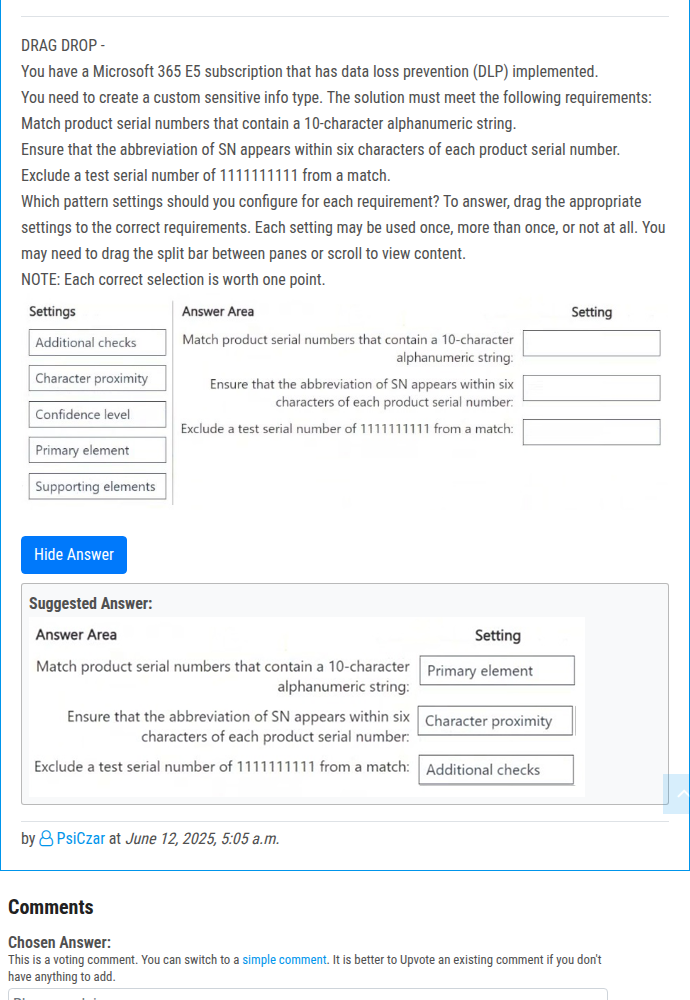 DRAG DROP -
You have a Microsoft 365 E5 subscription that has data loss prevention (DLP) implemented.
You need to create a custom sensitive info type. The solution must meet the following requirements:
Match product serial numbers that contain a 10-character alphanumeric string.
Ensure that the abbreviation of SN appears within six characters of each product serial number.
Exclude a test serial number of 1111111111 from a match.
Which pattern settings should you configure for each requirement? To answer, drag the appropriate
settings to the correct requirements. Each setting may be used once, more than once, or not at all. You
may need to drag the split bar between panes or scroll to view content.
NOTE: Each correct selection is worth one point.
Settings
Additional checks
Character proximity
Confidence level
Primary element
Supporting elements
Answer Area
Setting
Match product serial numbers that contain a 10-character
alphanumeric string:
Ensure that the abbreviation of SN appears within six
characters of each product serial number:
Exclude a test serial number of 1111111111 from a match:
Hide Answer
Suggested Answer:
Answer Area
Setting
Match product serial numbers that contain a 10-character
alphanumeric string:
Primary element
Ensure that the abbreviation of SN appears within six
characters of each product serial number:
Character proximity
Exclude a test serial number of 1111111111 from a match:
Additional checks
by PsiCzar at June 12, 2025, 5:05 a.m.
Comments
Chosen Answer:
This is a voting comment. You can switch to a simple comment. It is better to Upvote an existing comment if you don't
have anything to add.